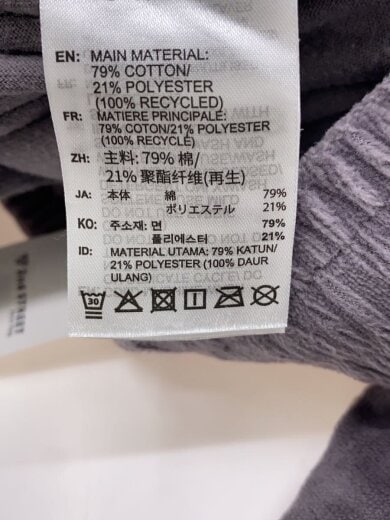 EN: MAIN MATERIAL:
79% COTTON/
21% POLYESTER
(100% RECYCLED)
FR: MATIERE PRINCIPALE:
79% COTON/21% POLYESTER
(100% RECYCLE)
ZH: 主料: 79% 棉/
21% 聚酯纤维(再生)
JA: 本体 綿 79%
ポリエステル 21%
KO: 주소재: 면 79%
폴리에스터 21%
ID: MATERIAL UTAMA: 79% KATUN/
21% POLYESTER (100% DAUR
ULANG)
30
2nd STREET